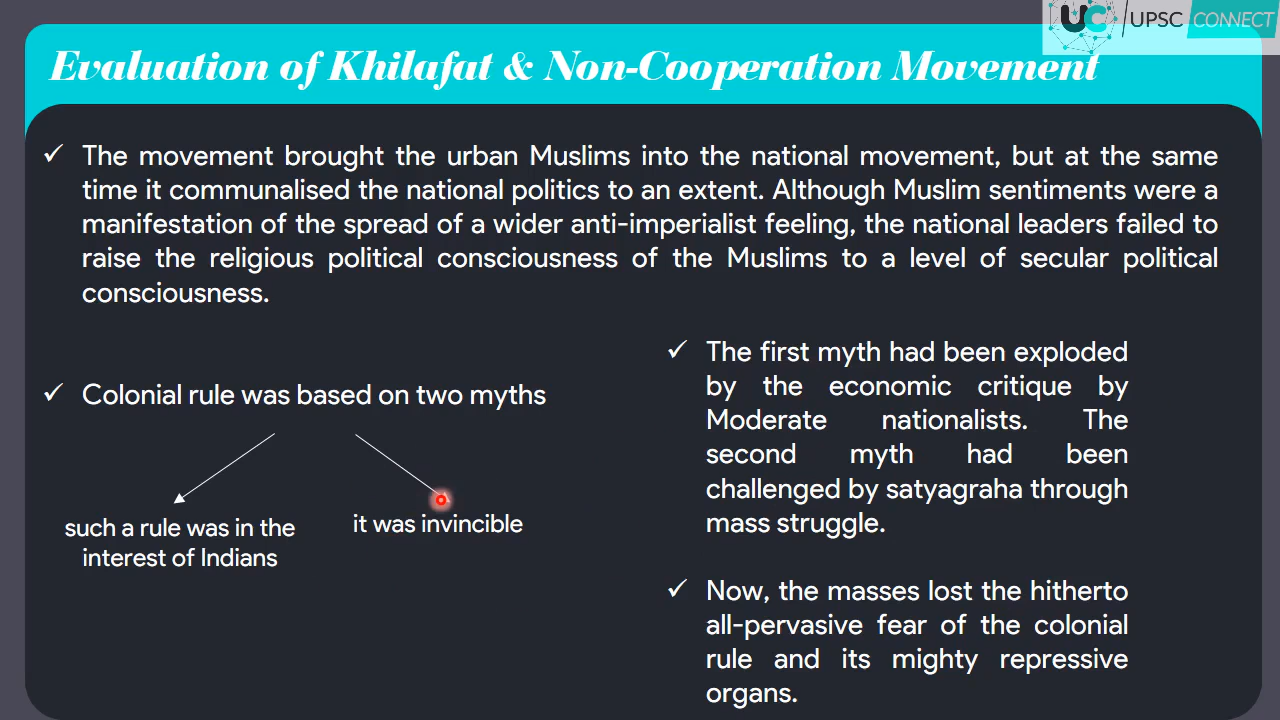 UC UPSC CONNECT
Evaluation of Khilafat & Non-Cooperation Movement
✓ The movement brought the urban Muslims into the national movement, but at the same
time it communalised the national politics to an extent. Although Muslim sentiments were a
manifestation of the spread of a wider anti-imperialist feeling, the national leaders failed to
raise the religious political consciousness of the Muslims to a level of secular political
consciousness.
✓ Colonial rule was based on two myths
such a rule was in the
interest of Indians
it was invincible
✓ The first myth had been exploded
by the economic critique by
Moderate nationalists. The
second myth had been
challenged by satyagraha through
mass struggle.
✓ Now, the masses lost the hitherto
all-pervasive fear of the colonial
rule and its mighty repressive
organs.